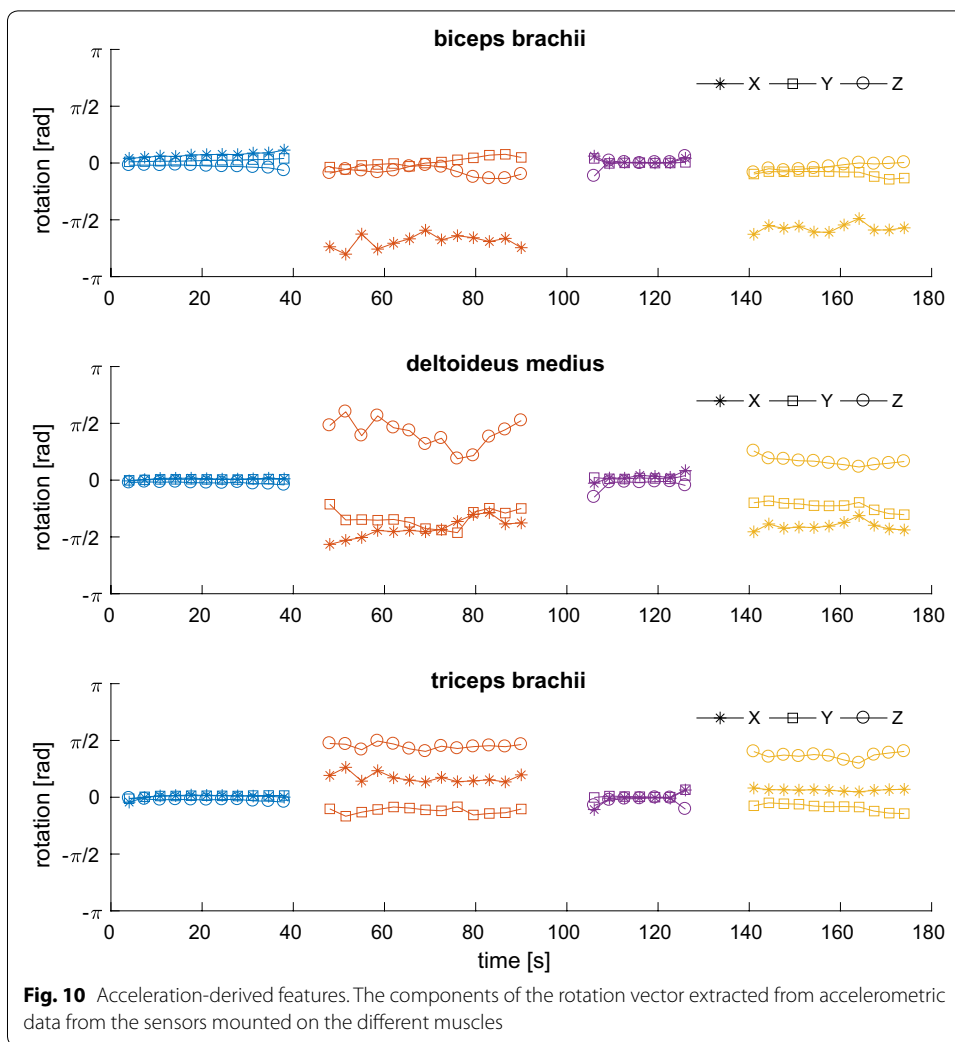 biceps brachii
π
π/2
0
-π/2
-π
rotation [rad]
X Y Z
0 20 40 60 80 100 120 140 160 180
deltoideus medius
π
π/2
0
-π/2
-π
rotation [rad]
X Y Z
0 20 40 60 80 100 120 140 160 180
triceps brachii
π
π/2
0
-π/2
-π
rotation [rad]
X Y Z
0 20 40 60 80 100 120 140 160 180
time [s]
Fig. 10 Acceleration-derived features. The components of the rotation vector extracted from accelerometric
data from the sensors mounted on the different muscles